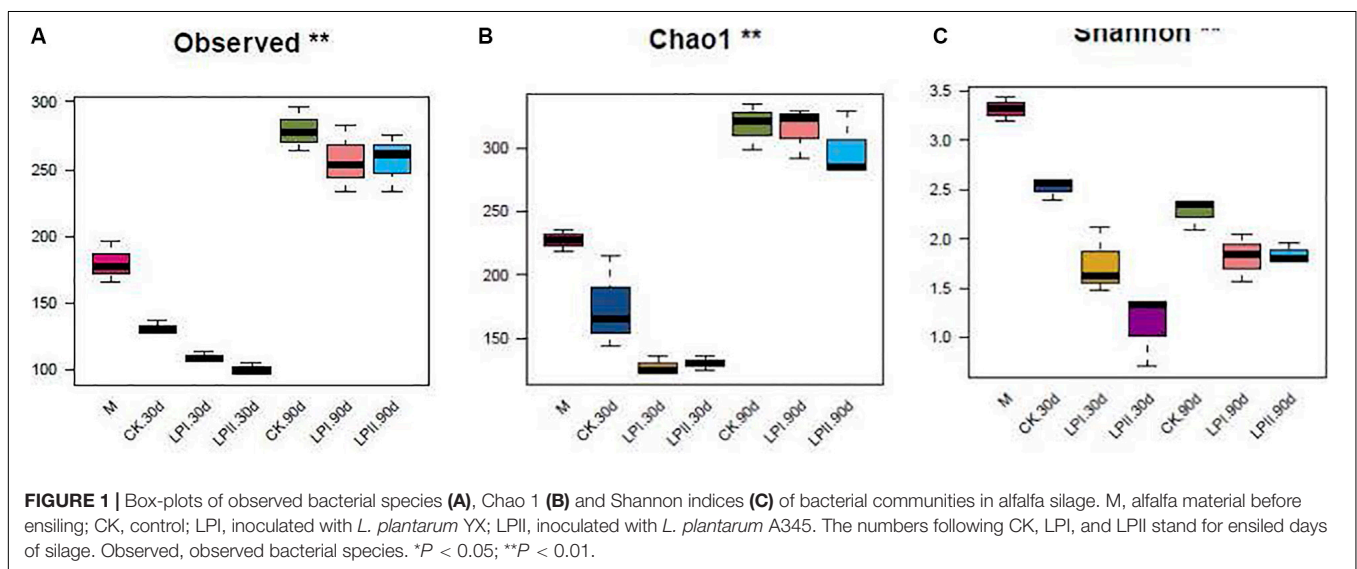 A
Observed **
300
250
200
150
100
M
CK.30d
LPI.30d
LPII.30d
CK.90d
LPI.90d
LPII.90d
B
Chao1 **
300
250
200
150
M
CK.30d
LPI.30d
LPII.30d
CK.90d
LPI.90d
LPII.90d
C
Shannon **
3.5
3.0
2.5
2.0
1.5
1.0
M
CK.30d
LPI.30d
LPII.30d
CK.90d
LPI.90d
LPII.90d
FIGURE 1 | Box-plots of observed bacterial species (A), Chao 1 (B) and Shannon indices (C) of bacterial communities in alfalfa silage. M, alfalfa material before
ensiling; CK, control; LPI, inoculated with L. plantarum YX; LPII, inoculated with L. plantarum A345. The numbers following CK, LPI, and LPII stand for ensiled days
of silage. Observed, observed bacterial species. *P < 0.05; **P < 0.01.